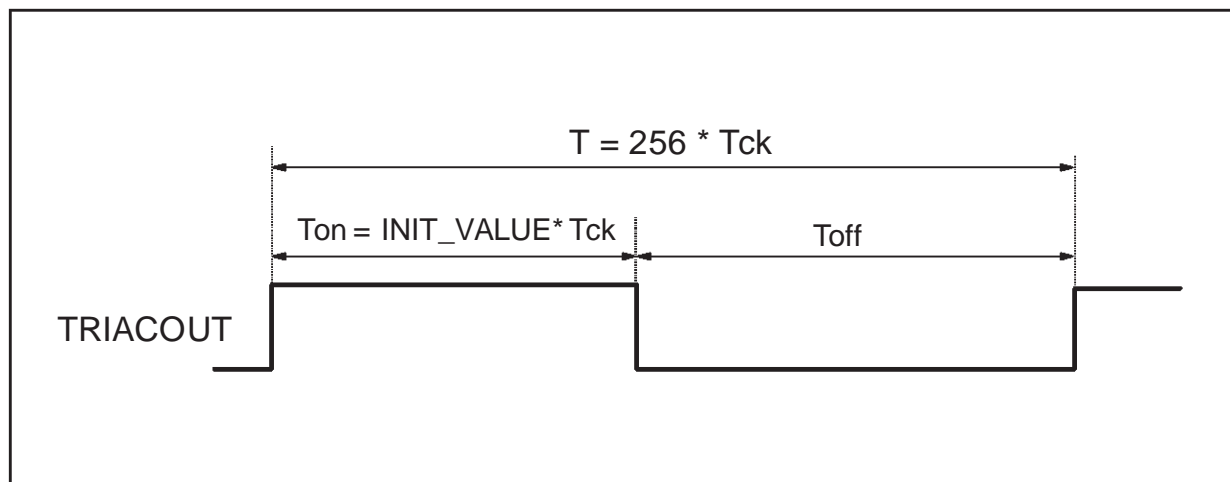 T = 256 * Tck
Ton = INIT_VALUE* Tck
Toff
TRIACOUT